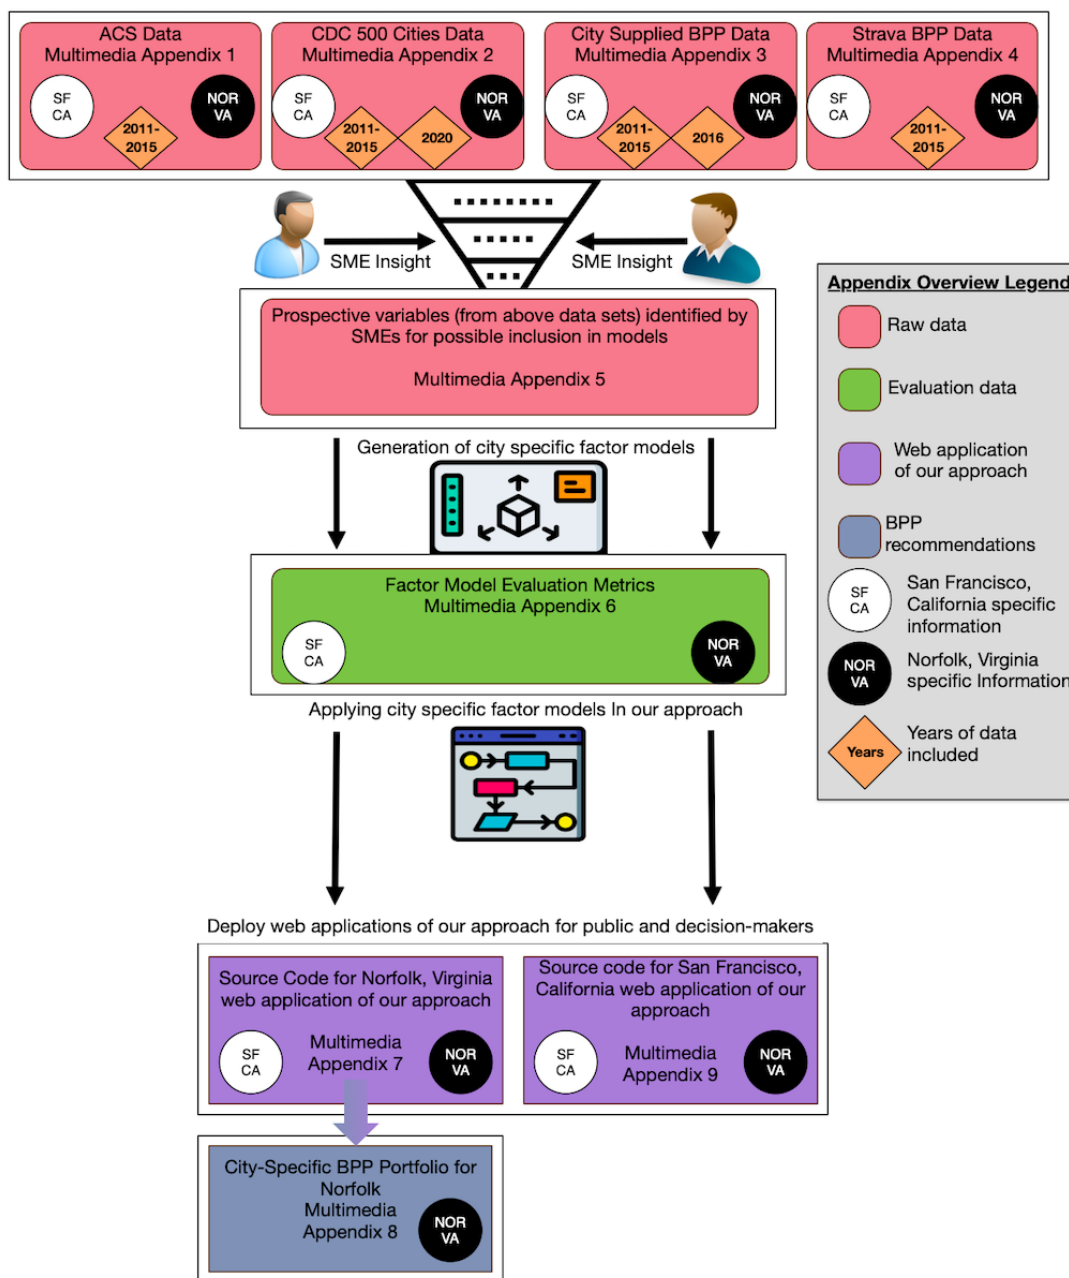 ACS Data
Multimedia Appendix 1
SF
CA
NOR
VA
2011-
2015
CDC 500 Cities Data
Multimedia Appendix 2
SF
CA
NOR
VA
2011-
2015
2020
City Supplied BPP Data
Multimedia Appendix 3
SF
CA
NOR
VA
2011-
2015
2016
Strava BPP Data
Multimedia Appendix 4
SF
CA
NOR
VA
2011-
2015
SME Insight
SME Insight
Prospective variables (from above data sets) identified by
SMEs for possible inclusion in models
Multimedia Appendix 5
Generation of city specific factor models
Factor Model Evaluation Metrics
Multimedia Appendix 6
SF
CA
NOR
VA
Applying city specific factor models In our approach
Deploy web applications of our approach for public and decision-makers
Source Code for Norfolk, Virginia
web application of our approach
SF
CA
Multimedia
Appendix 7
NOR
VA
Source code for San Francisco,
California web application of our
approach
SF
CA
Multimedia
Appendix 9
NOR
VA
City-Specific BPP Portfolio for
Norfolk
Multimedia
Appendix 8
NOR
VA
Appendix Overview Legend
Raw data
Evaluation data
Web application
of our approach
BPP
recommendations
SF
CA
San Francisco,
California specific
information
NOR
VA
Norfolk, Virginia
specific Information
Years
Years of data
included